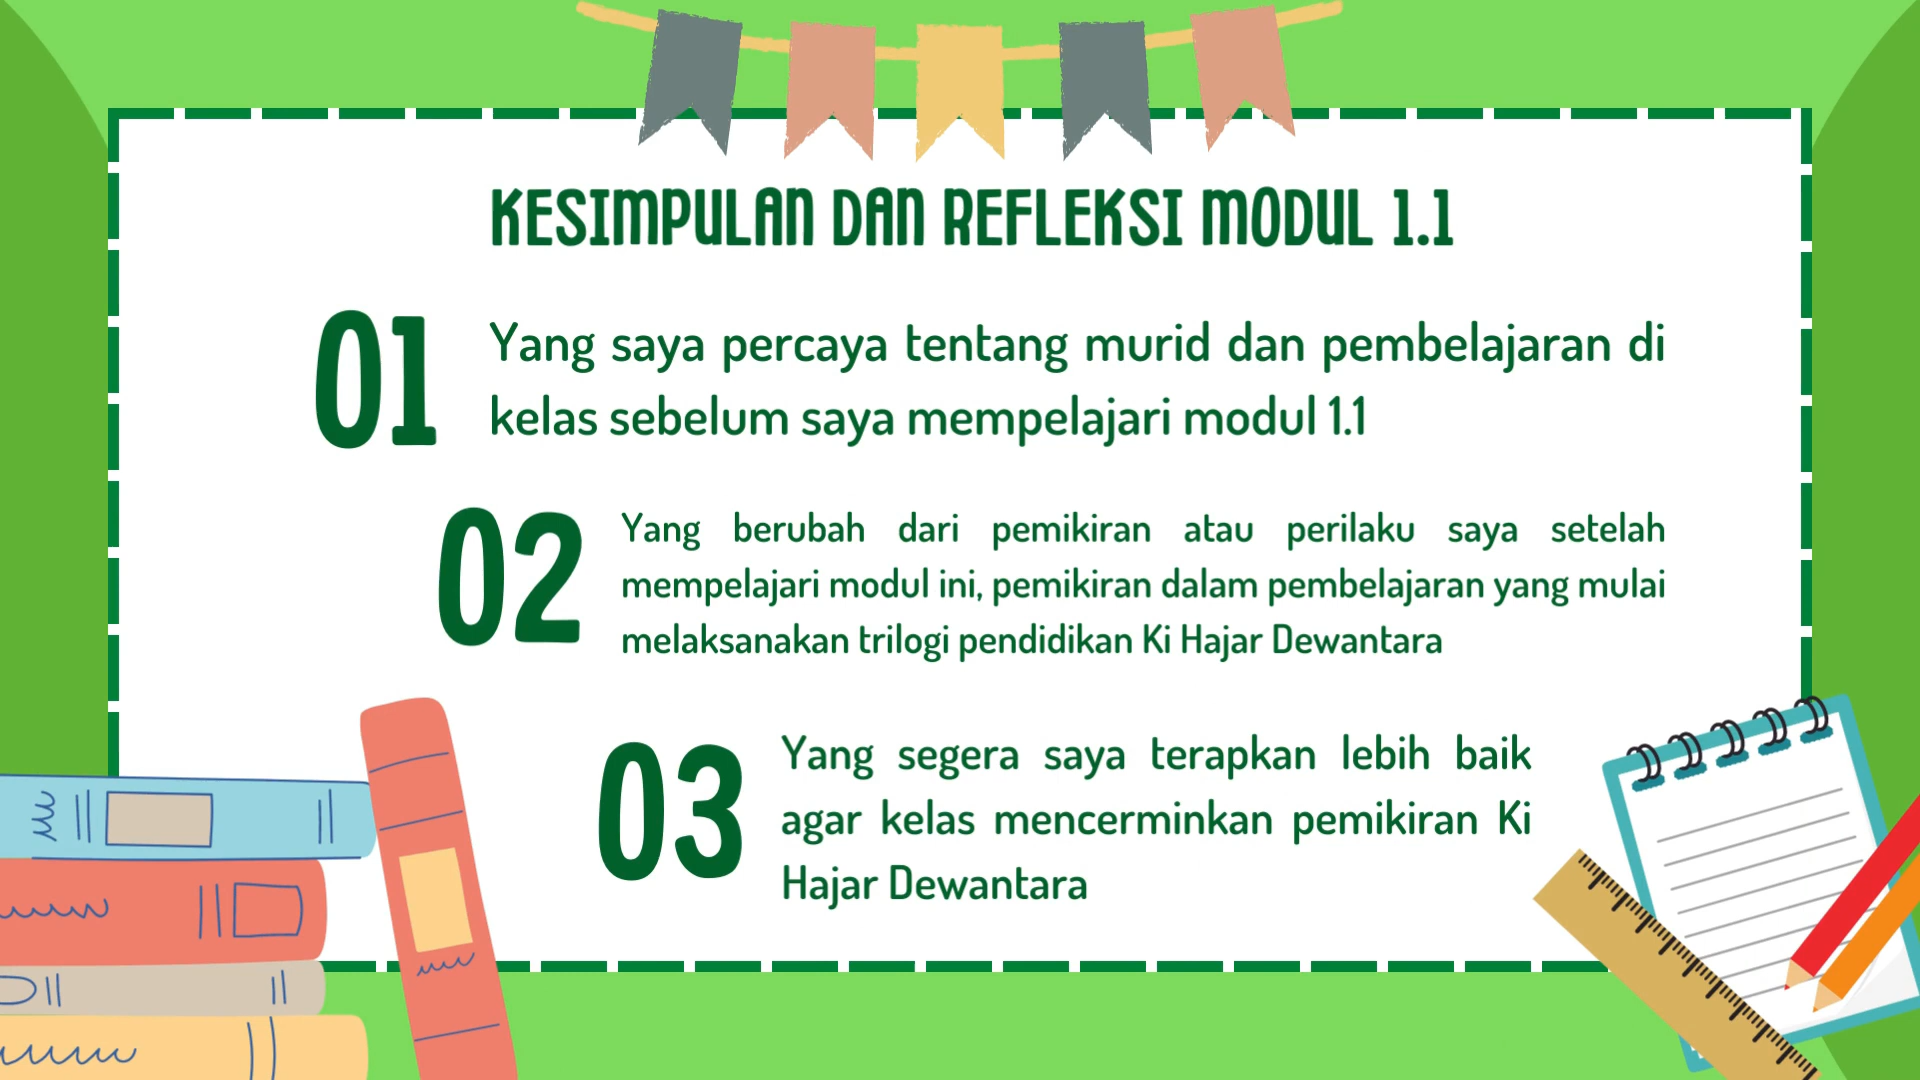 KESIMPULAN DAN REFLEKSI MODUL 1.1
01
Yang saya percaya tentang murid dan pembelajaran di
kelas sebelum saya mempelajari modul 1.1
02
Yang berubah dari pemikiran atau perilaku saya setelah
mempelajari modul ini, pemikiran dalam pembelajaran yang mulai
melaksanakan trilogi pendidikan Ki Hajar Dewantara
03
Yang segera saya terapkan lebih baik
agar kelas mencerminkan pemikiran Ki
Hajar Dewantara